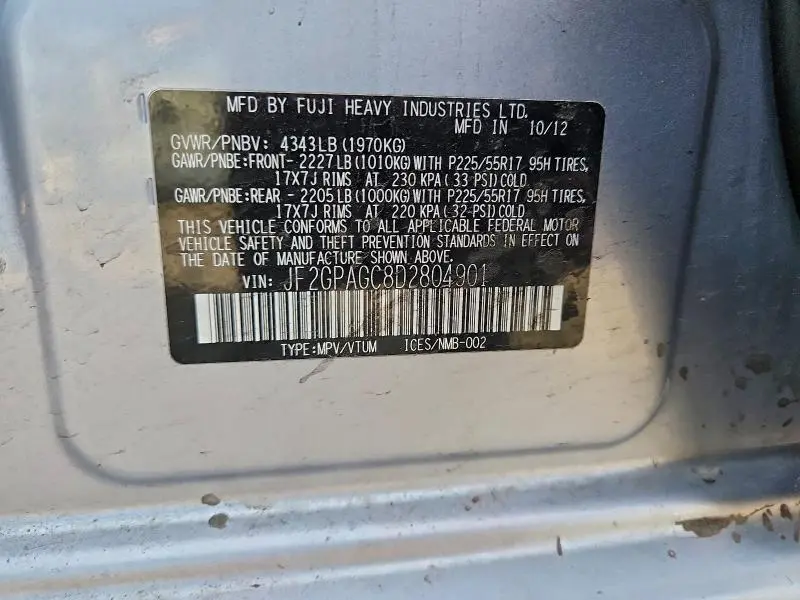 MFD BY FUJI HEAVY INDUSTRIES LTD.
MFD IN 10/12
GVWR/PNBV: 4343LB (1970KG)
GAWR/PNBE:FRONT- 2227LB (1010KG) WITH P225/55R17 95H TIRES,
17X7J RIMS AT 230 KPA (33 PSI) COLD
GAWR/PNBE:REAR - 2205LB (1000KG) WITH P225/55R17 95H TIRES,
17X7J RIMS AT 220 KPA (32-PSI) COLD
THIS VEHICLE CONFORMS TO ALL APPLICABLE FEDERAL MOTOR
VEHICLE SAFETY AND THEFT PREVENTION STANDARDS IN EFFECT ON
THE DATE OF MANUFACTURE SHOWN ABOVE.
VIN: JF2GPAGC8D2804901
TYPE:MPV/VTUM ICES/NMB-002